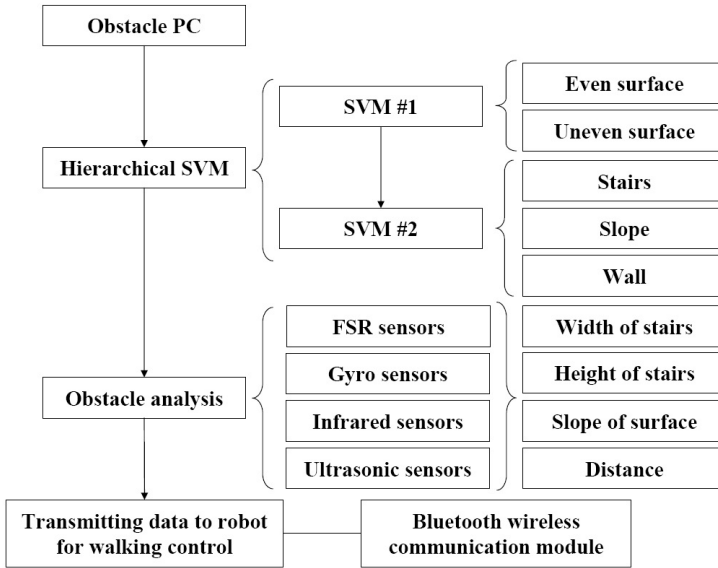 Obstacle PC
Hierarchical SVM
SVM #1
SVM #2
Even surface
Uneven surface
Stairs
Slope
Wall
Obstacle analysis
FSR sensors
Gyro sensors
Infrared sensors
Ultrasonic sensors
Width of stairs
Height of stairs
Slope of surface
Distance
Transmitting data to robot
for walking control
Bluetooth wireless
communication module